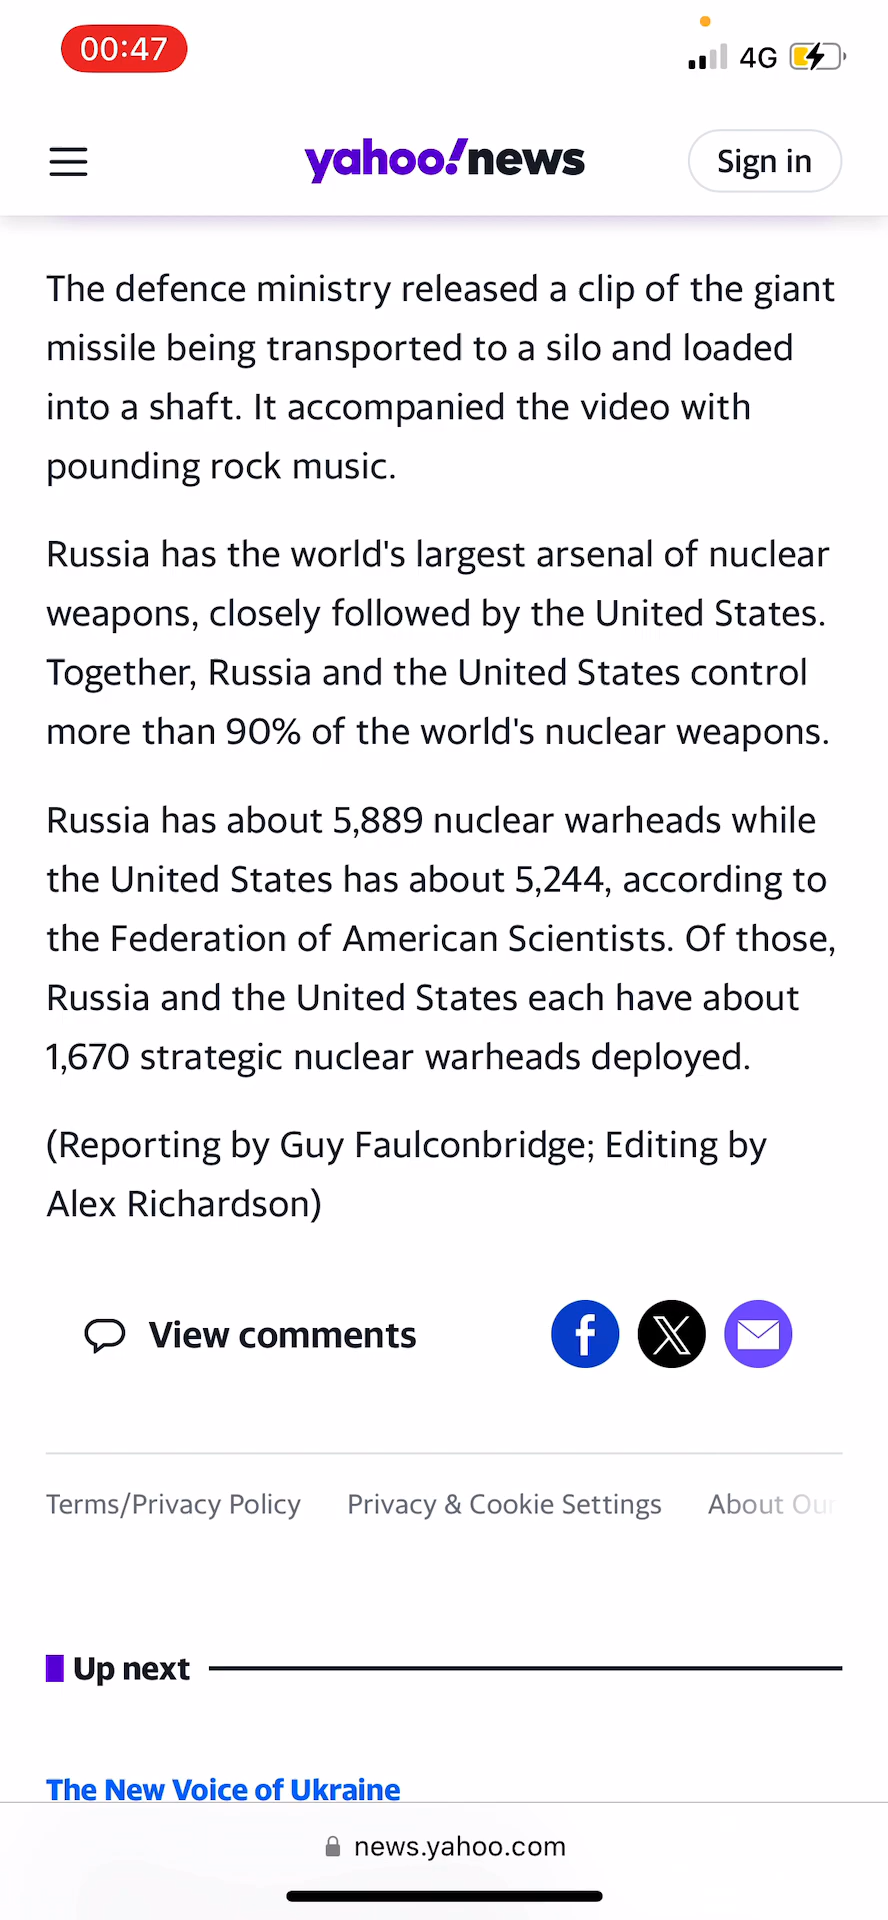 00:47
4G
yahoo!news
Sign in
The defence ministry released a clip of the giant
missile being transported to a silo and loaded
into a shaft. It accompanied the video with
pounding rock music.
Russia has the world's largest arsenal of nuclear
weapons, closely followed by the United States.
Together, Russia and the United States control
more than 90% of the world's nuclear weapons.
Russia has about 5,889 nuclear warheads while
the United States has about 5,244, according to
the Federation of American Scientists. Of those,
Russia and the United States each have about
1,670 strategic nuclear warheads deployed.
(Reporting by Guy Faulconbridge; Editing by
Alex Richardson)
View comments
Terms/Privacy Policy Privacy & Cookie Settings About Our
Up next
The New Voice of Ukraine
news.yahoo.com